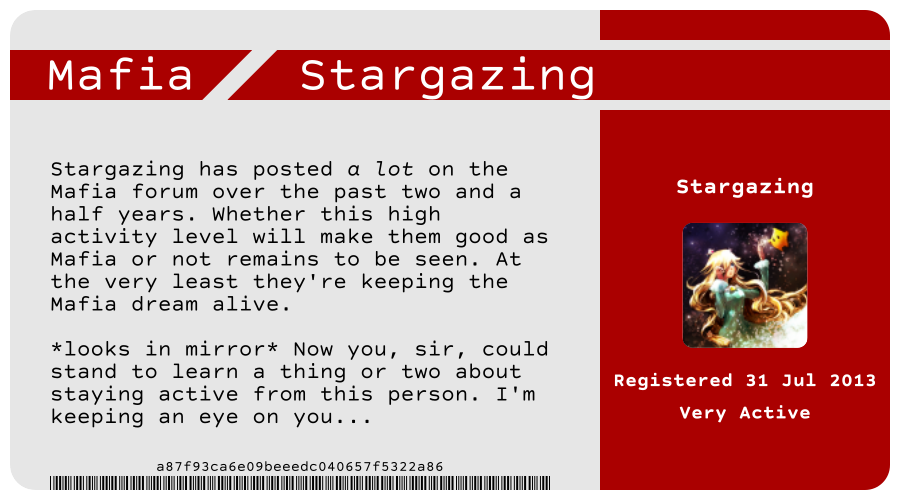 Mafia Stargazing
Stargazing has posted a lot on the
Mafia forum over the past two and a
half years. Whether this high
activity level will make them good as
Mafia or not remains to be seen. At
the very least they're keeping the
Mafia dream alive.
*looks in mirror* Now you, sir, could
stand to learn a thing or two about
staying active from this person. I'm
keeping an eye on you...
a87f93ca6e09beeedc040657f5322a86
Stargazing
Registered 31 Jul 2013
Very Active